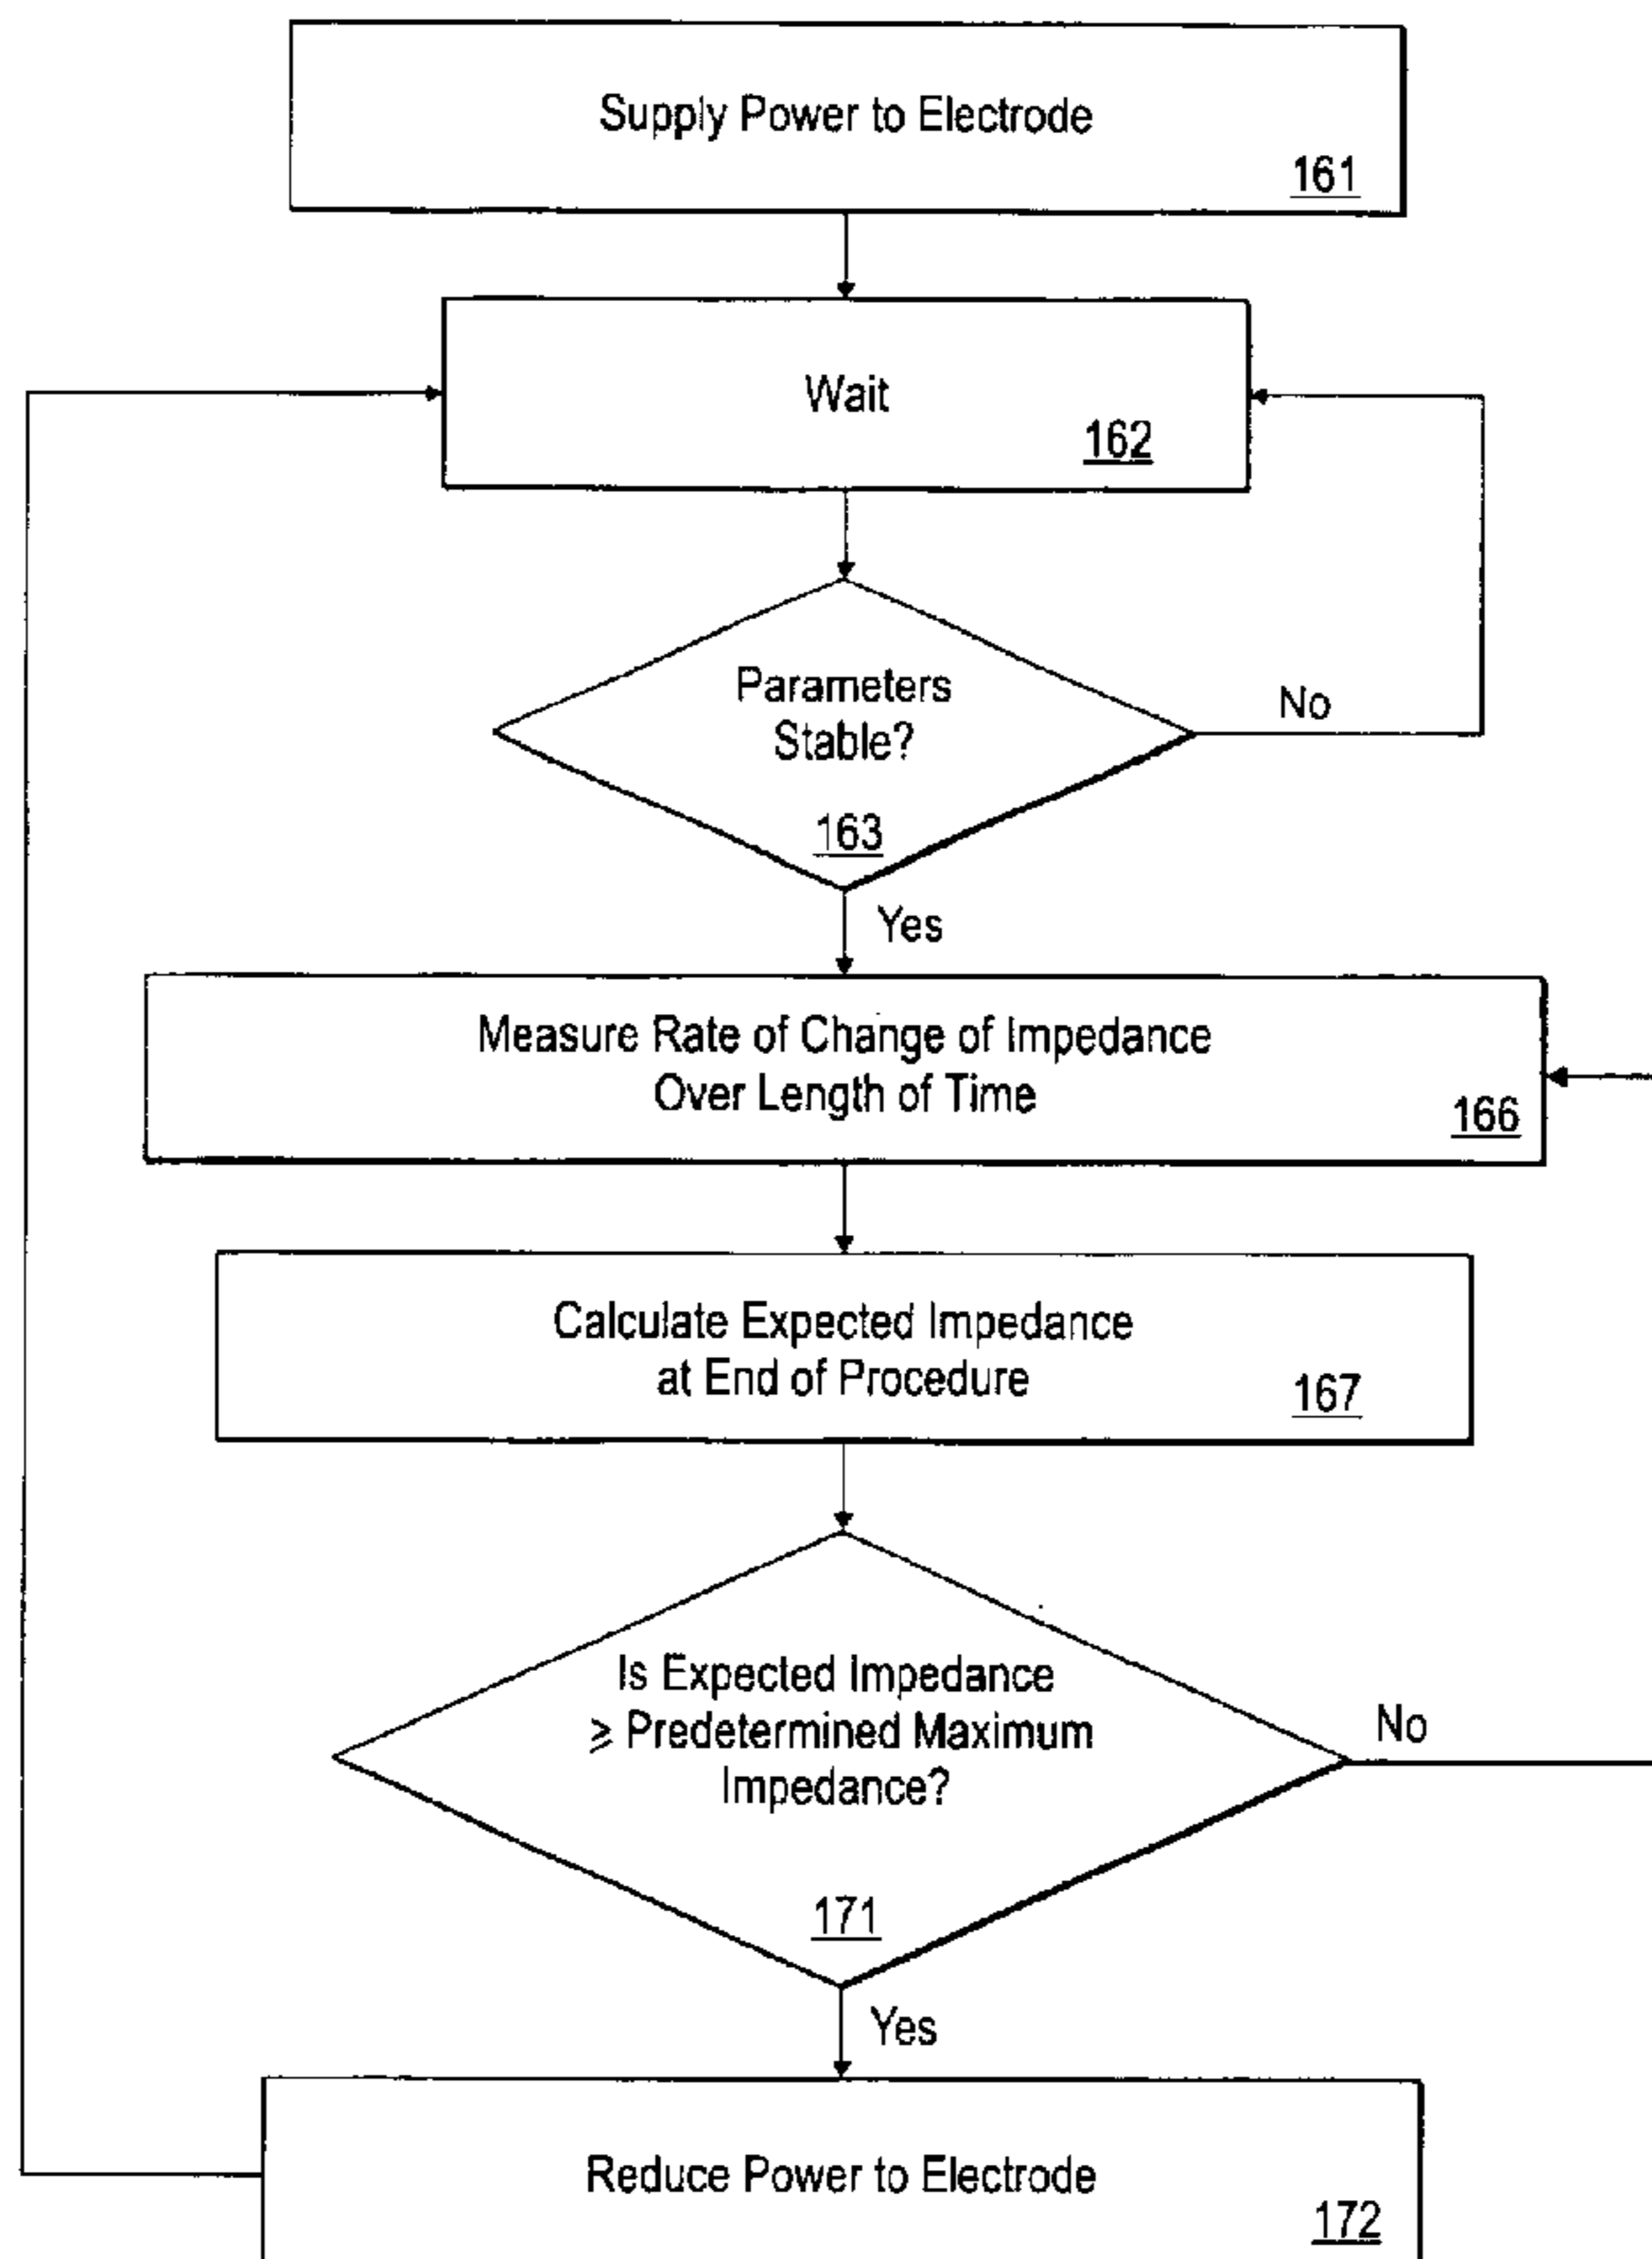 Supply Power to Electrode
161
Wait
162
Parameters
Stable?
163
No
Yes
Measure Rate of Change of Impedance
Over Length of Time
166
Calculate Expected Impedance
at End of Procedure
167
Is Expected Impedance
⩾ Predetermined Maximum
Impedance?
171
No
Yes
Reduce Power to Electrode
172